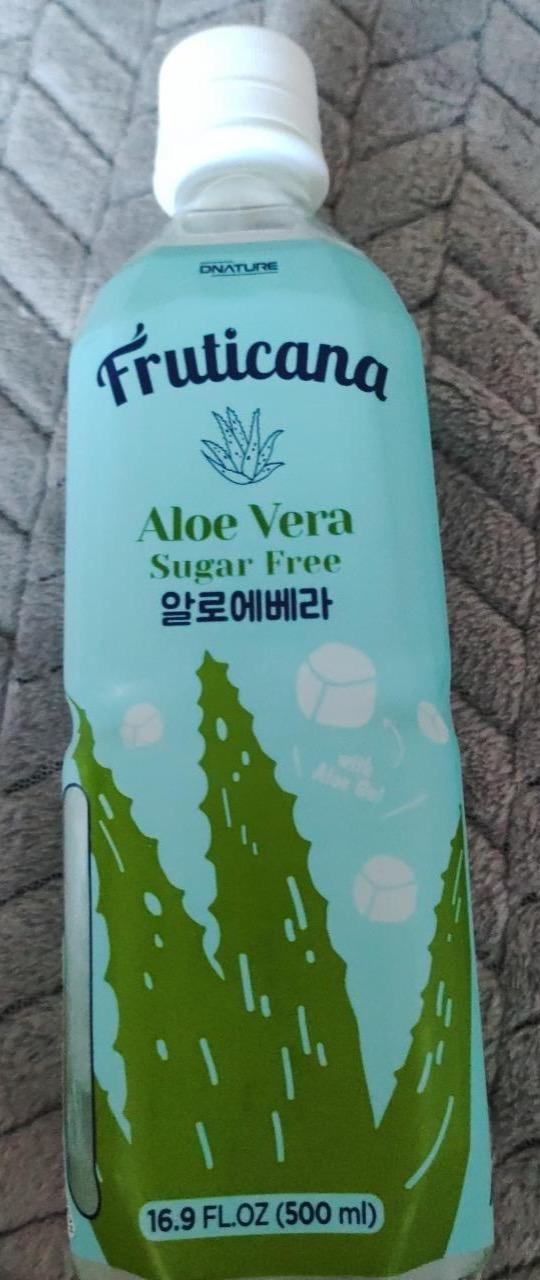 DNATURE
Fruticana
Aloe Vera
Sugar Free
알로에베라
with
Aloe Gel
16.9 FL.OZ (500 ml)